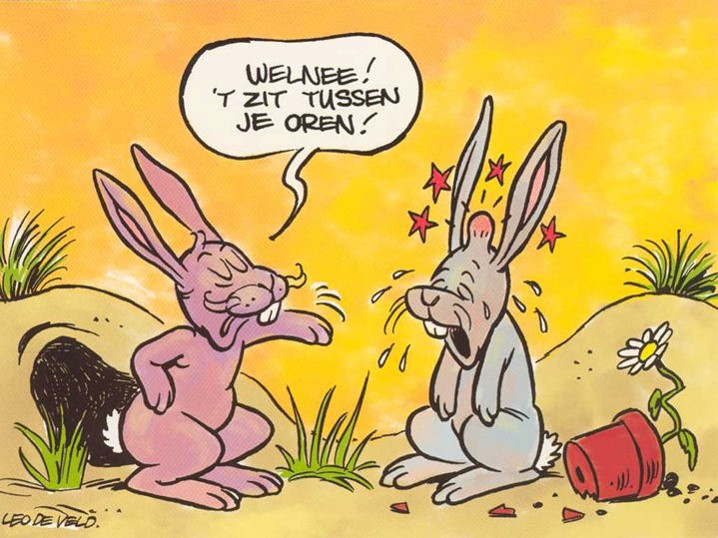 WELNEE!
'T ZIT TUSSEN
JE OREN!
LEO DE VELD.